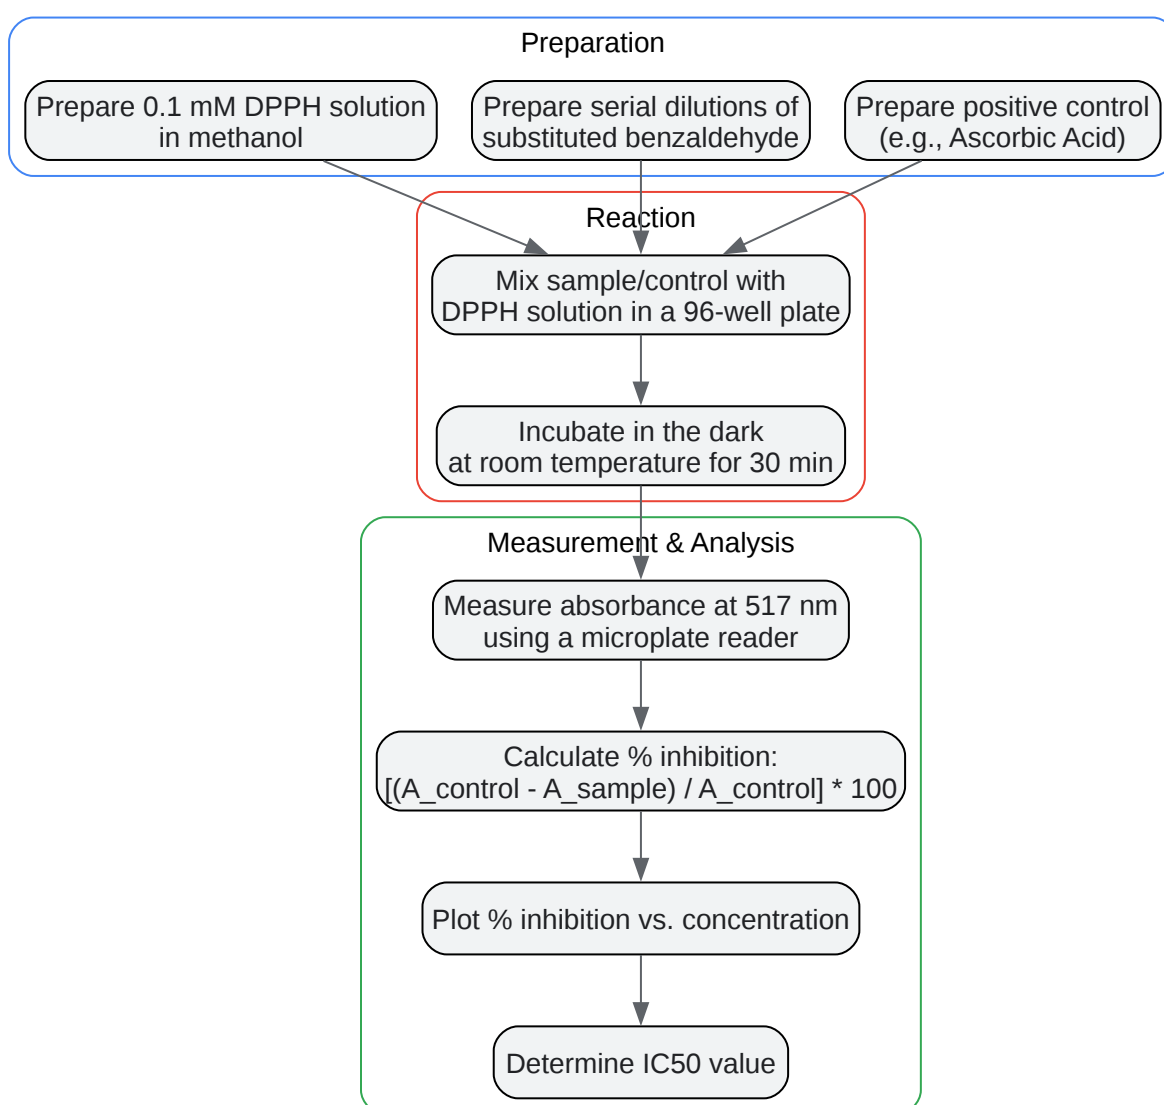 Preparation
Prepare 0.1 mM DPPH solution
in methanol
Prepare serial dilutions of
substituted benzaldehyde
Prepare positive control
(e.g., Ascorbic Acid)
Reaction
Mix sample/control with
DPPH solution in a 96-well plate
Incubate in the dark
at room temperature for 30 min
Measurement & Analysis
Measure absorbance at 517 nm
using a microplate reader
Calculate % inhibition:
[(A_control - A_sample) / A_control] * 100
Plot % inhibition vs. concentration
Determine IC50 value